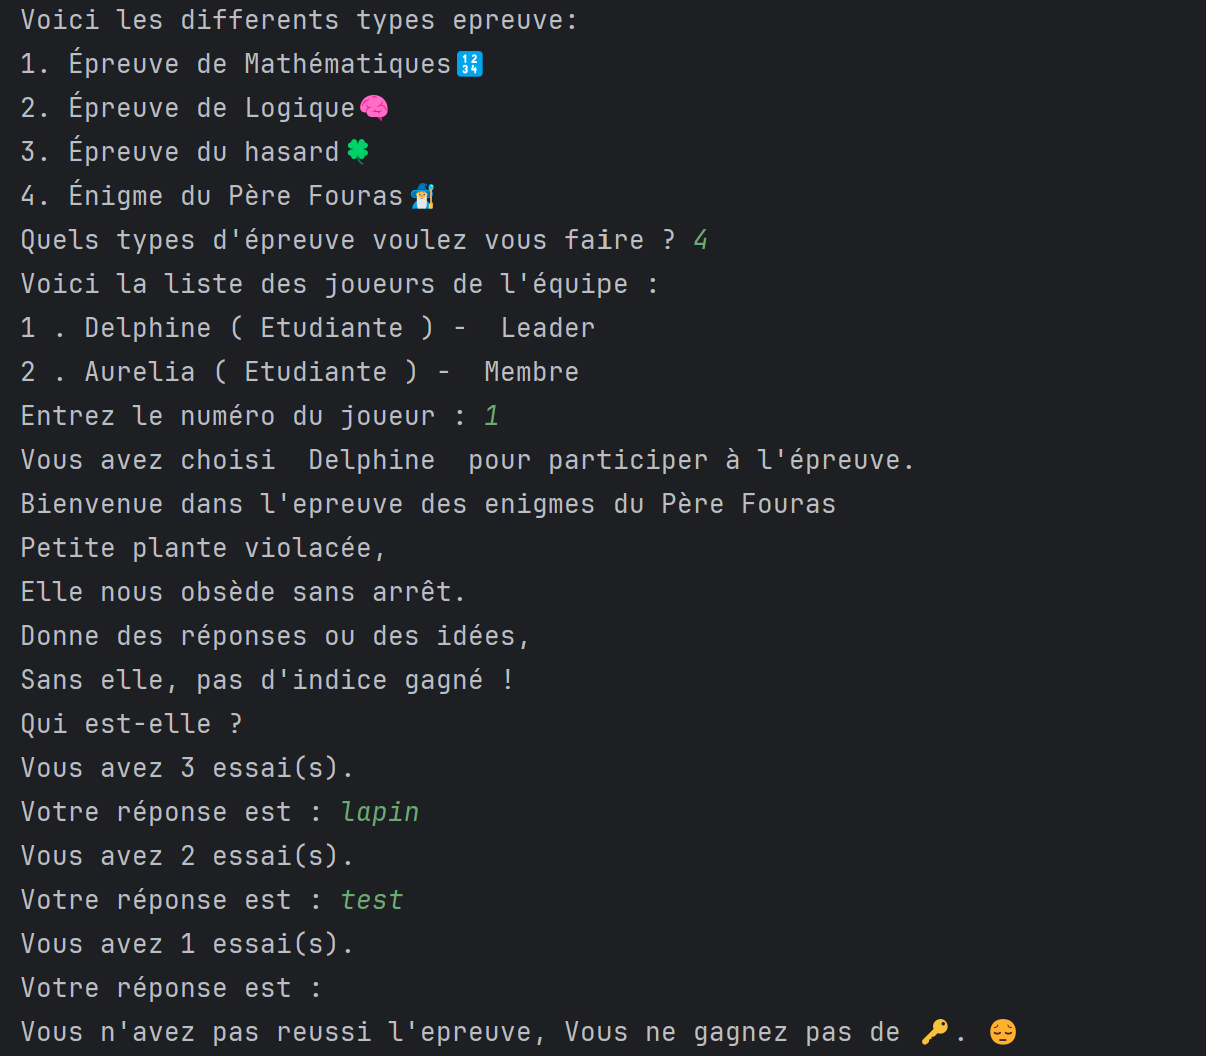 Voici les differents types epreuve:
1. Épreuve de Mathématiques🔢
2. Épreuve de Logique🧠
3. Épreuve du hasard🍀
4. Énigme du Père Fouras🧙‍♂️
Quels types d'épreuve voulez vous faire ? 4
Voici la liste des joueurs de l'équipe :
1 . Delphine ( Etudiante ) -  Leader
2 . Aurelia ( Etudiante ) -  Membre
Entrez le numéro du joueur : 1
Vous avez choisi  Delphine  pour participer à l'épreuve.
Bienvenue dans l'epreuve des enigmes du Père Fouras
Petite plante violacée,
Elle nous obsède sans arrêt.
Donne des réponses ou des idées,
Sans elle, pas d'indice gagné !
Qui est-elle ?
Vous avez 3 essai(s).
Votre réponse est : lapin
Vous avez 2 essai(s).
Votre réponse est : test
Vous avez 1 essai(s).
Votre réponse est :
Vous n'avez pas reussi l'epreuve, Vous ne gagnez pas de 🔑. 😔